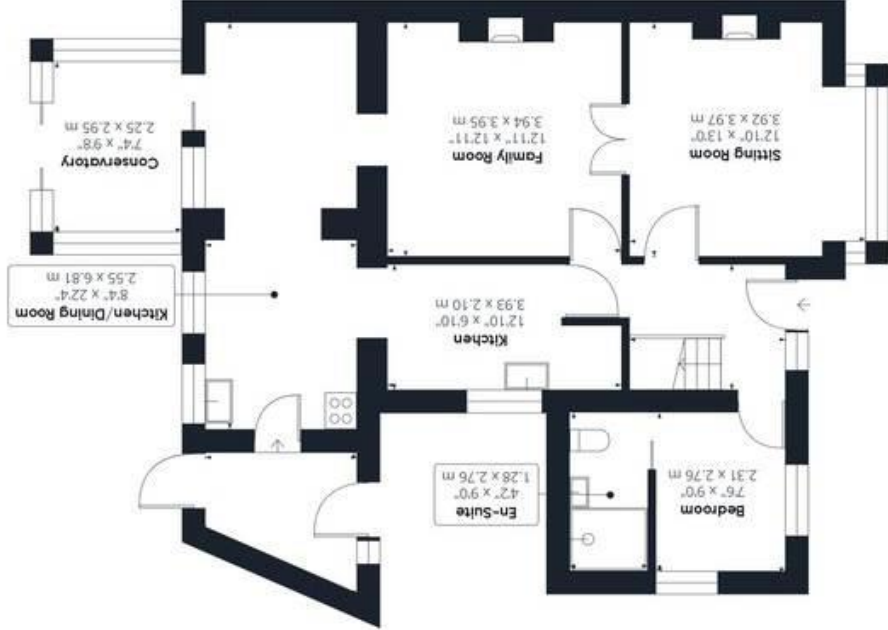 Bedroom
7'6" x 9'0"
2.31 x 2.76 m
En-Suite
4'2" x 9'0"
1.28 x 2.76 m
Kitchen
12'10" x 6'10"
3.93 x 2.10 m
Kitchen/Dining Room
8'4" x 22'4"
2.55 x 6.81 m
Sitting Room
12'10" x 13'0"
3.92 x 3.97 m
Family Room
12'11" x 12'11"
3.94 x 3.95 m
Conservatory
7'4" x 9'8"
2.25 x 2.95 m